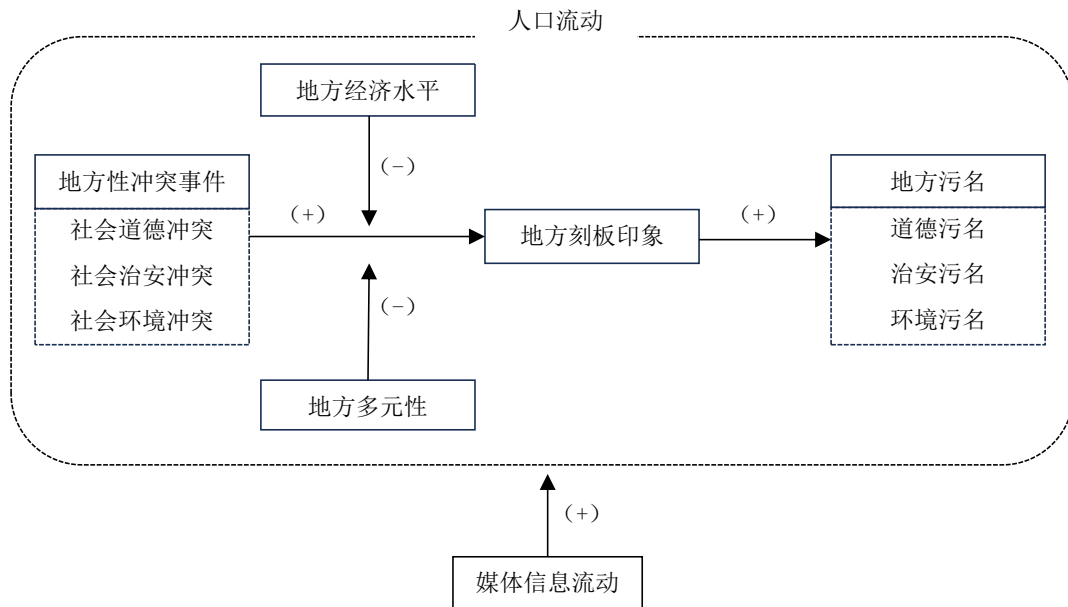 人口流动
地方经济水平
（-）
地方性冲突事件
社会道德冲突
社会治安冲突
社会环境冲突
（+）
地方刻板印象
（+）
地方污名
道德污名
治安污名
环境污名
（-）
地方多元性
（+）
媒体信息流动